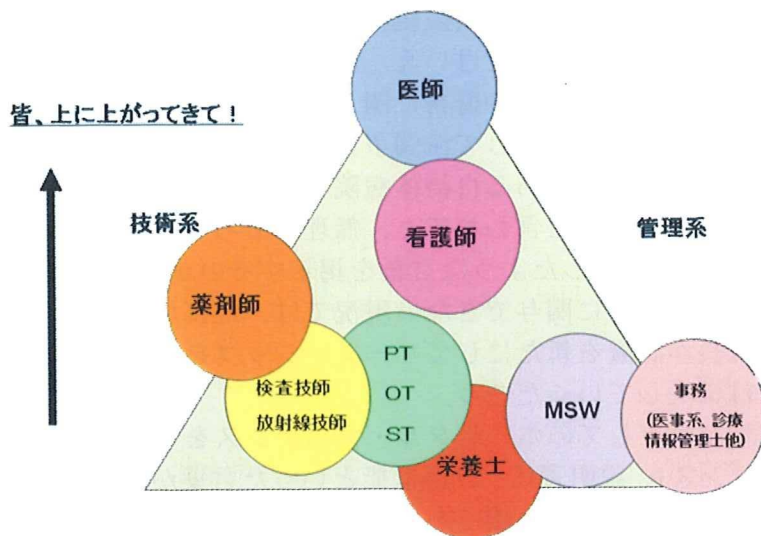 医師
皆、上に上がってきて！
看護師
技術系
管理系
薬剤師
PT
OT
ST
検査技師
放射線技師
MSW
事務
(医事系、診療
情報管理士他)
栄養士